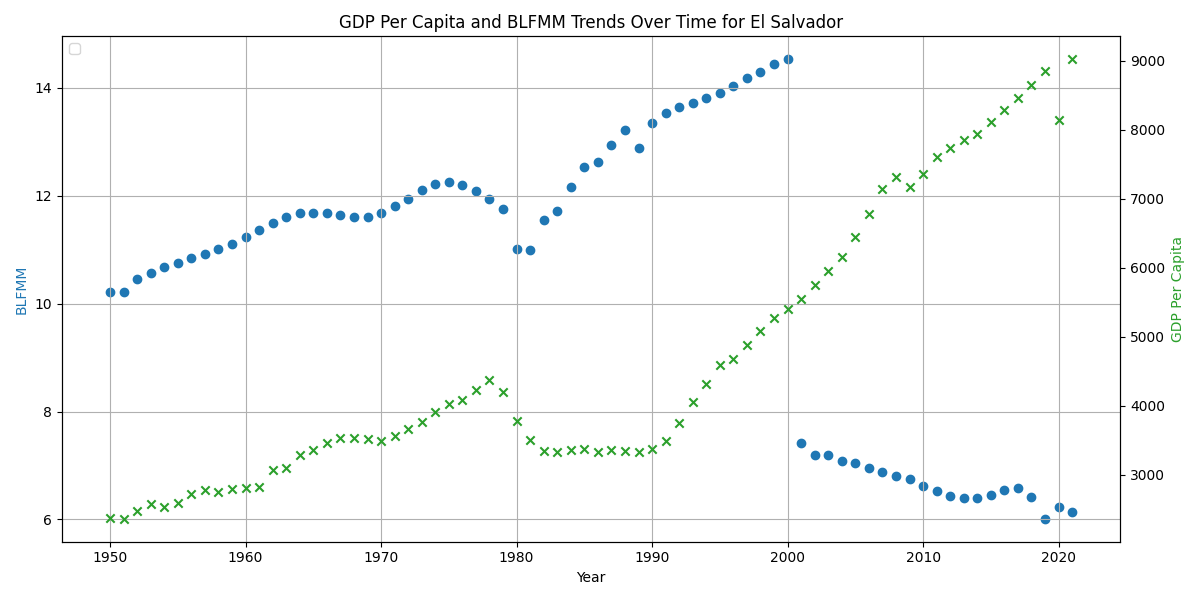 GDP Per Capita and BLFMM Trends Over Time for El Salvador
BLFMM
14
12
10
8
6
9000
8000
7000
6000
5000
4000
3000
GDP Per Capita
1950 1960 1970 1980 1990 2000 2010 2020
Year